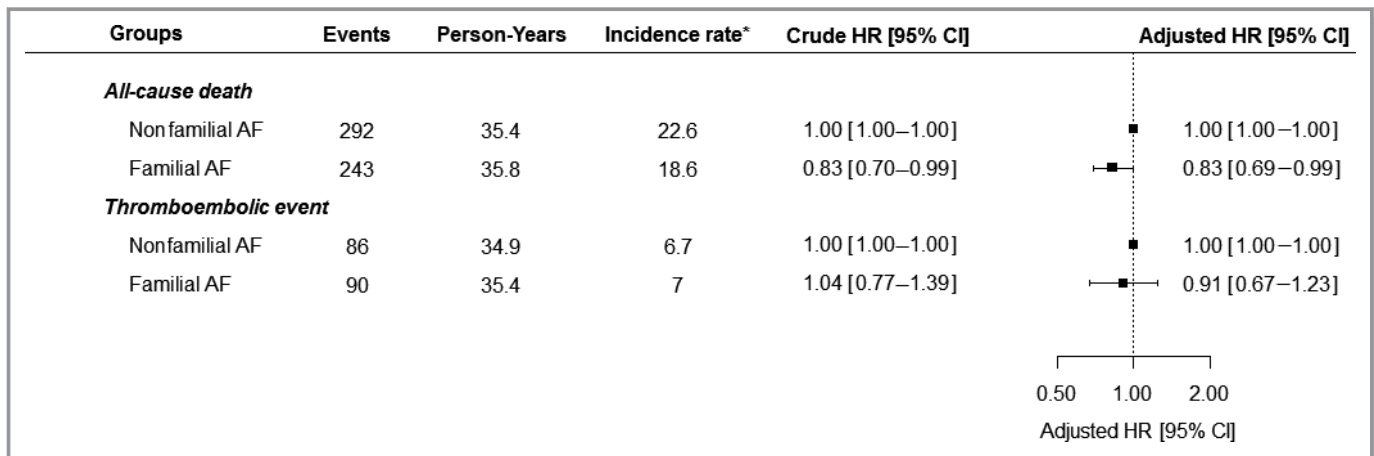 Groups Events Person-Years Incidence rate* Crude HR [95% CI] Adjusted HR [95% CI]
All-cause death
Nonfamilial AF 292 35.4 22.6 1.00 [1.00–1.00] 1.00 [1.00–1.00]
Familial AF 243 35.8 18.6 0.83 [0.70–0.99] 0.83 [0.69–0.99]
Thromboembolic event
Nonfamilial AF 86 34.9 6.7 1.00 [1.00–1.00] 1.00 [1.00–1.00]
Familial AF 90 35.4 7 1.04 [0.77–1.39] 0.91 [0.67–1.23]
0.50 1.00 2.00
Adjusted HR [95% CI]